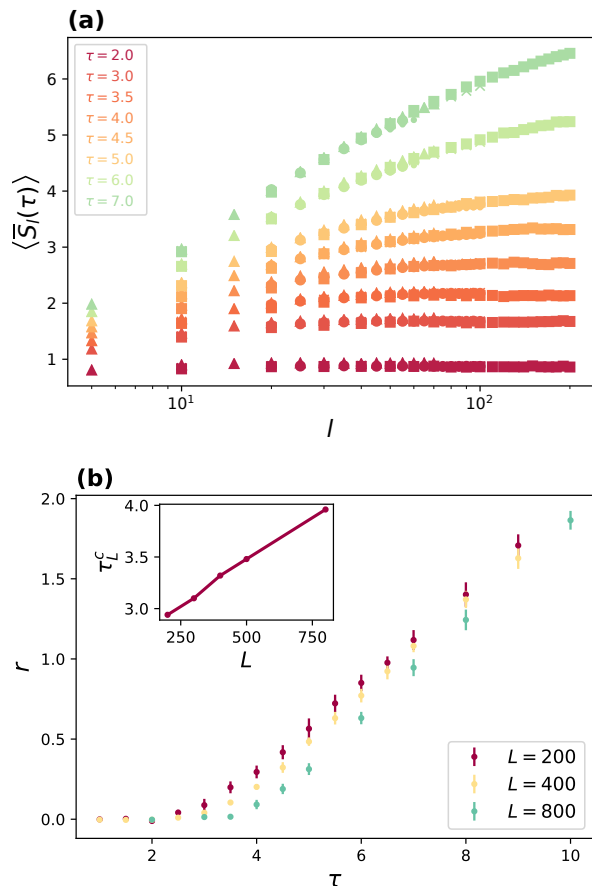 (a)
τ = 2.0
τ = 3.0
τ = 3.5
τ = 4.0
τ = 4.5
τ = 5.0
τ = 6.0
τ = 7.0
6
5
4
3
2
1
⟨S̅_l(τ)⟩
10¹
10²
l
(b)
2.0
1.5
1.0
0.5
0.0
r
4.0
3.5
3.0
τ_L^c
250
500
750
L
L = 200
L = 400
L = 800
2
4
6
8
10
τ